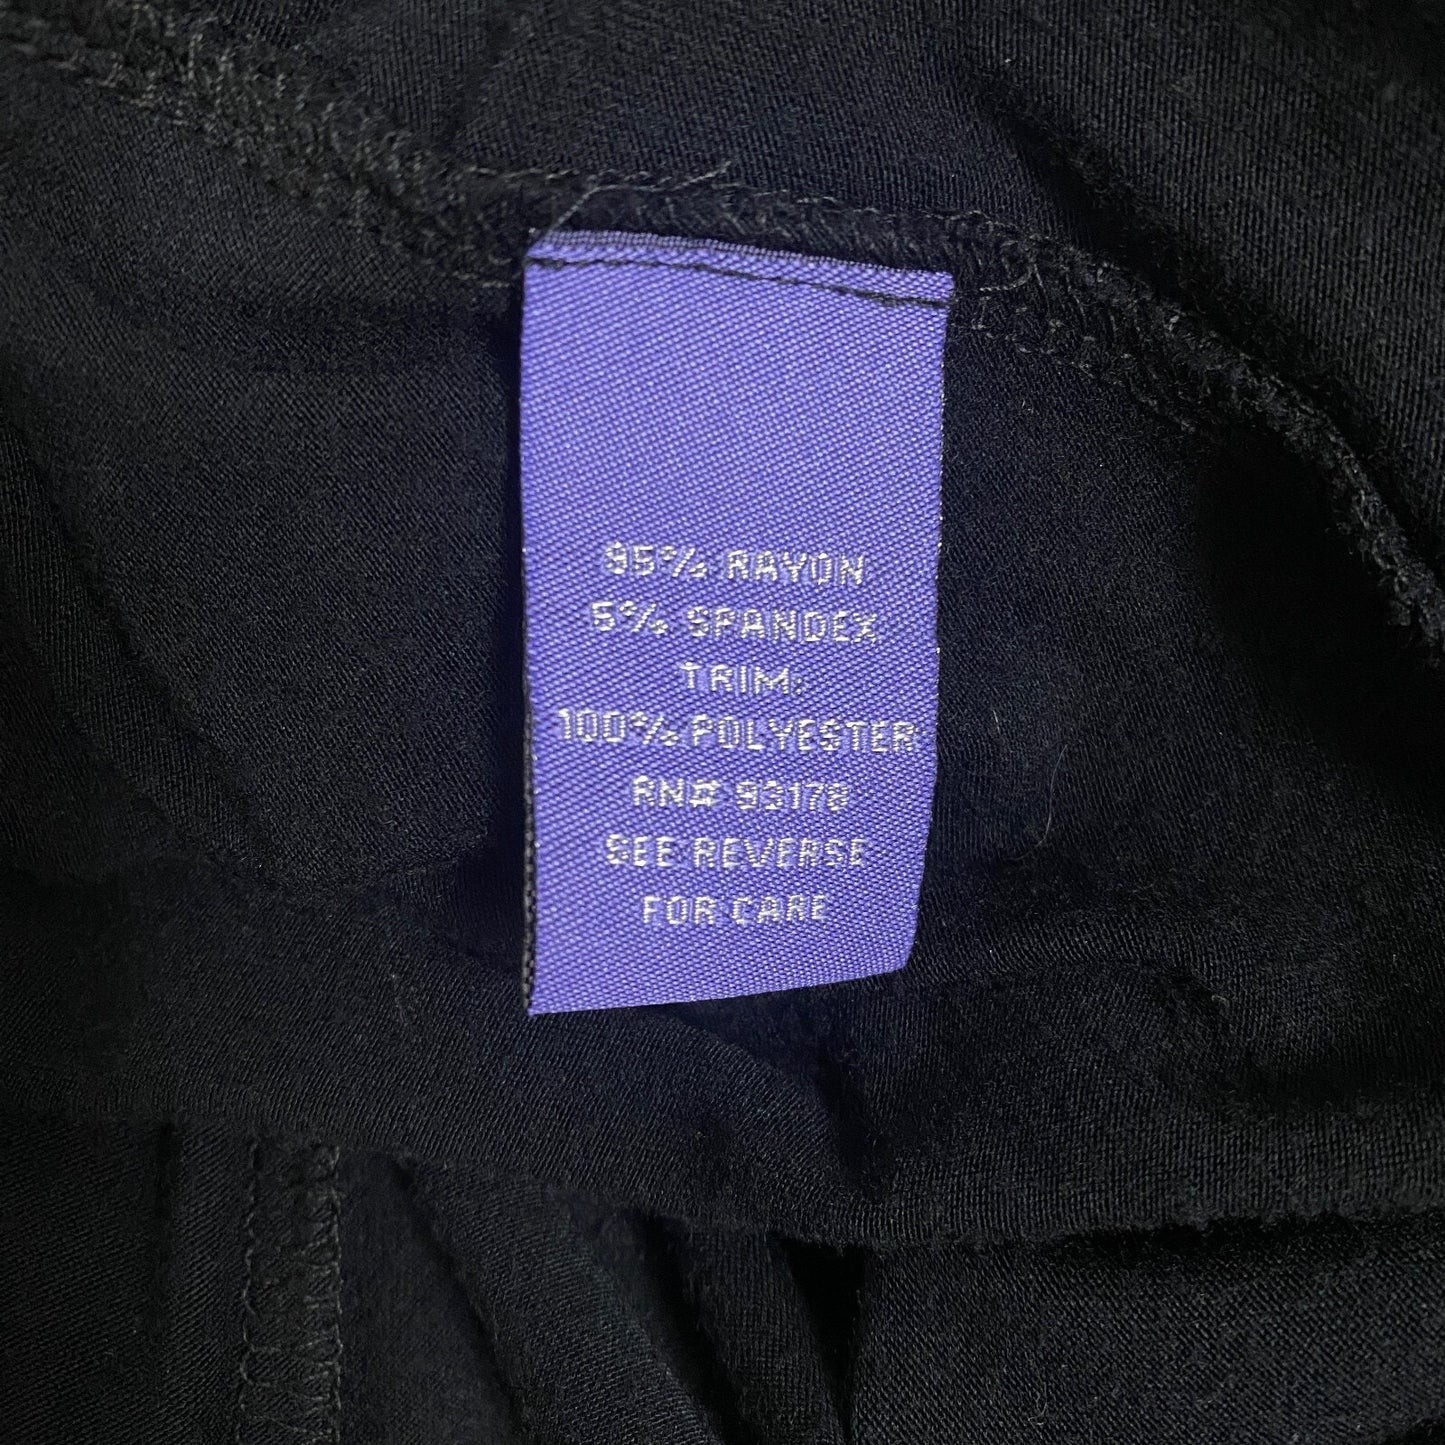 95% RAYON
5% SPANDEX
TRIM:
100% POLYESTER
RN# 93178
SEE REVERSE
FOR CARE